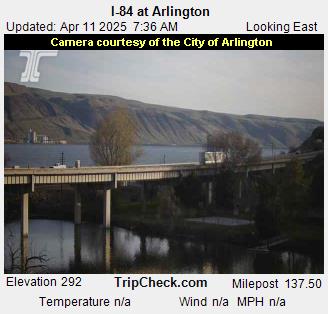 I-84 at Arlington
Updated: Apr 11 2025 7:36 AM Looking East
Camera courtesy of the City of Arlington
Elevation 292 TripCheck.com Milepost 137.50
Temperature n/a Wind n/a MPH n/a